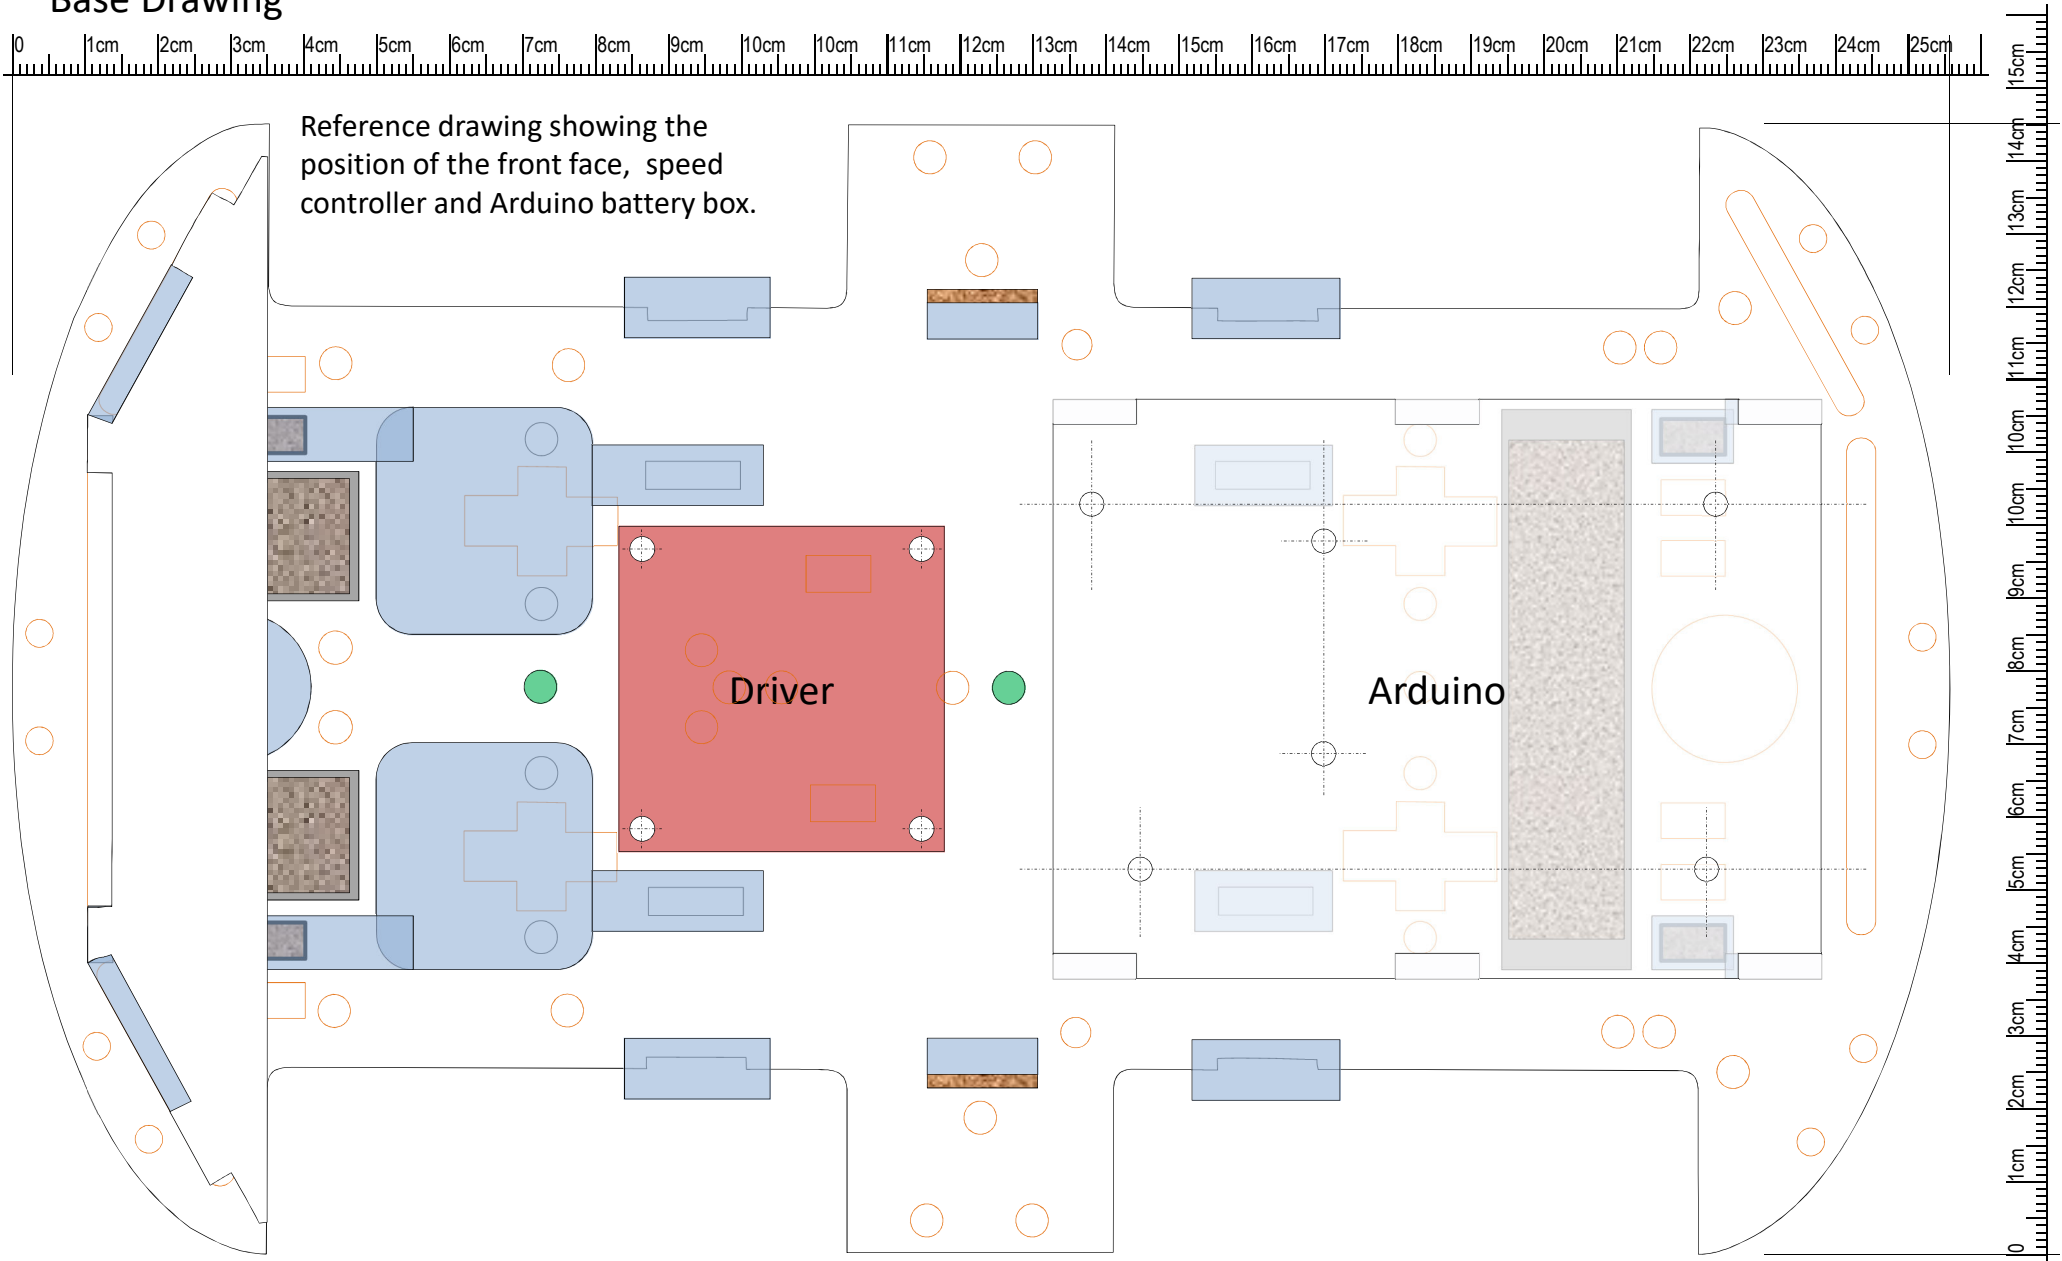 Base Drawing
0 1cm 2cm 3cm 4cm 5cm 6cm 7cm 8cm 9cm 10cm 10cm 11cm 12cm 13cm 14cm 15cm 16cm 17cm 18cm 19cm 20cm 21cm 22cm 23cm 24cm 25cm
Reference drawing showing the
position of the front face,  speed
controller and Arduino battery box.
Driver
Arduino
15cm
14cm
13cm
12cm
11cm
10cm
10cm
9cm
8cm
7cm
6cm
5cm
4cm
3cm
2cm
1cm
0